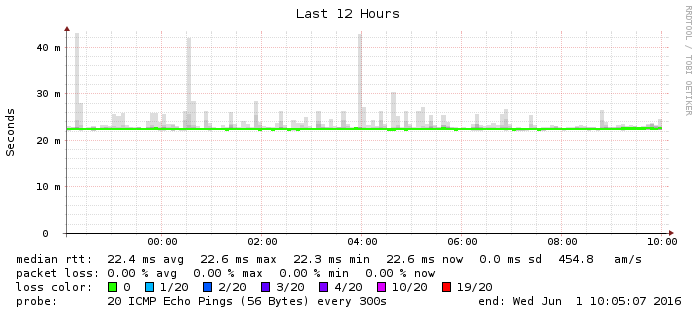 Last 12 Hours
RRDTOOL / TOBI OETIKER
Seconds
40 m
30 m
20 m
10 m
0
00:00 02:00 04:00 06:00 08:00 10:00
median rtt: 22.4 ms avg 22.6 ms max 22.3 ms min 22.6 ms now 0.0 ms sd 454.8 am/s
packet loss: 0.00 % avg 0.00 % max 0.00 % min 0.00 % now
loss color: 0 1/20 2/20 3/20 4/20 10/20 19/20
probe: 20 ICMP Echo Pings (56 Bytes) every 300s end: Wed Jun 1 10:05:07 2016